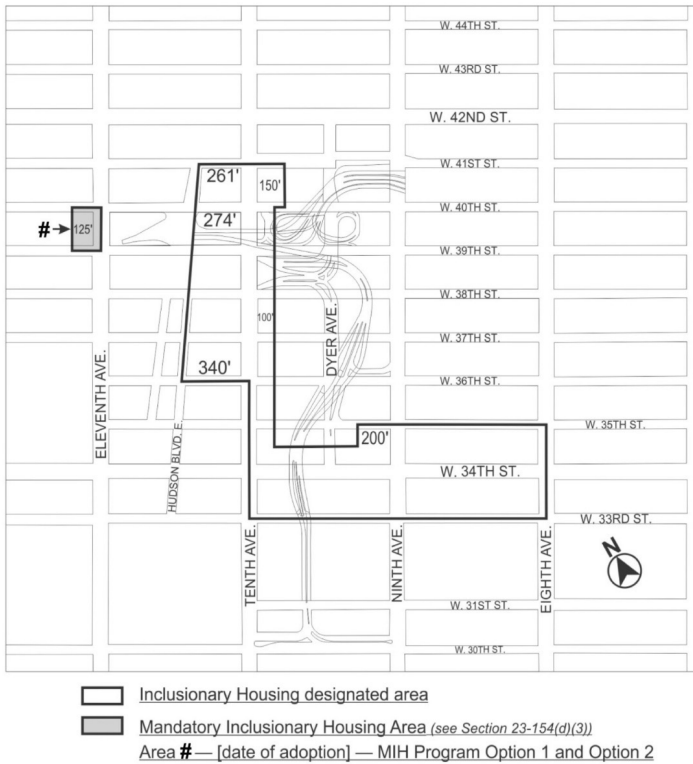 W. 44TH ST.
W. 43RD ST.
W. 42ND ST.
W. 41ST ST.
261'
150'
W. 40TH ST.
274'
# 125'
W. 39TH ST.
W. 38TH ST.
100'
DYER AVE.
W. 37TH ST.
340'
W. 36TH ST.
ELEVENTH AVE.
W. 35TH ST.
200'
HUDSON BLVD. E
W. 34TH ST.
W. 33RD ST.
TENTH AVE.
NINTH AVE.
EIGHTH AVE.
N
W. 31ST ST.
W. 30TH ST.
Inclusionary Housing designated area
Mandatory Inclusionary Housing Area (see Section 23-154(d)(3))
Area # — [date of adoption] — MIH Program Option 1 and Option 2